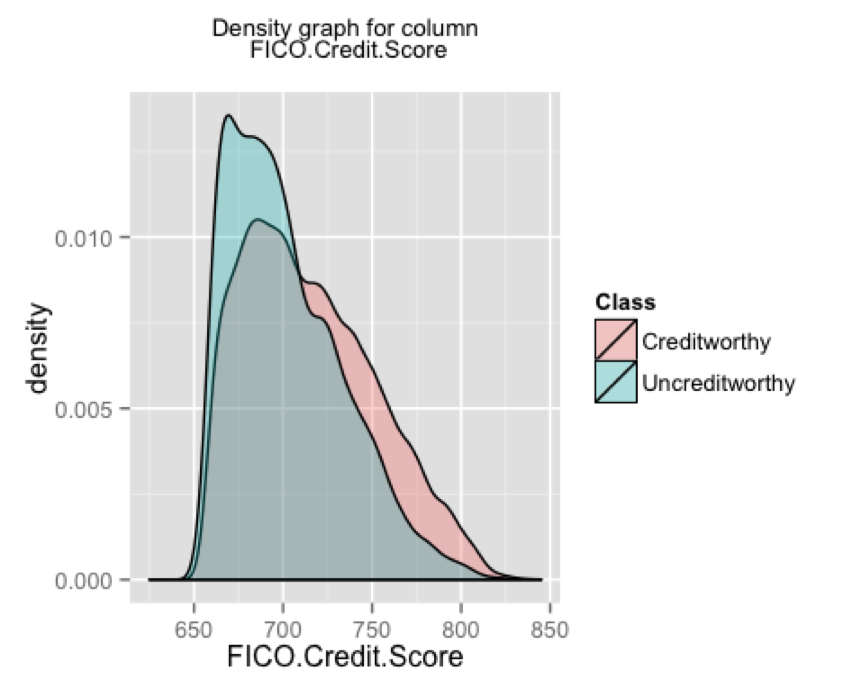 Density graph for column
FICO.Credit.Score
0.010
0.005
0.000
density
650 700 750 800 850
FICO.Credit.Score
Class
Creditworthy
Uncreditworthy